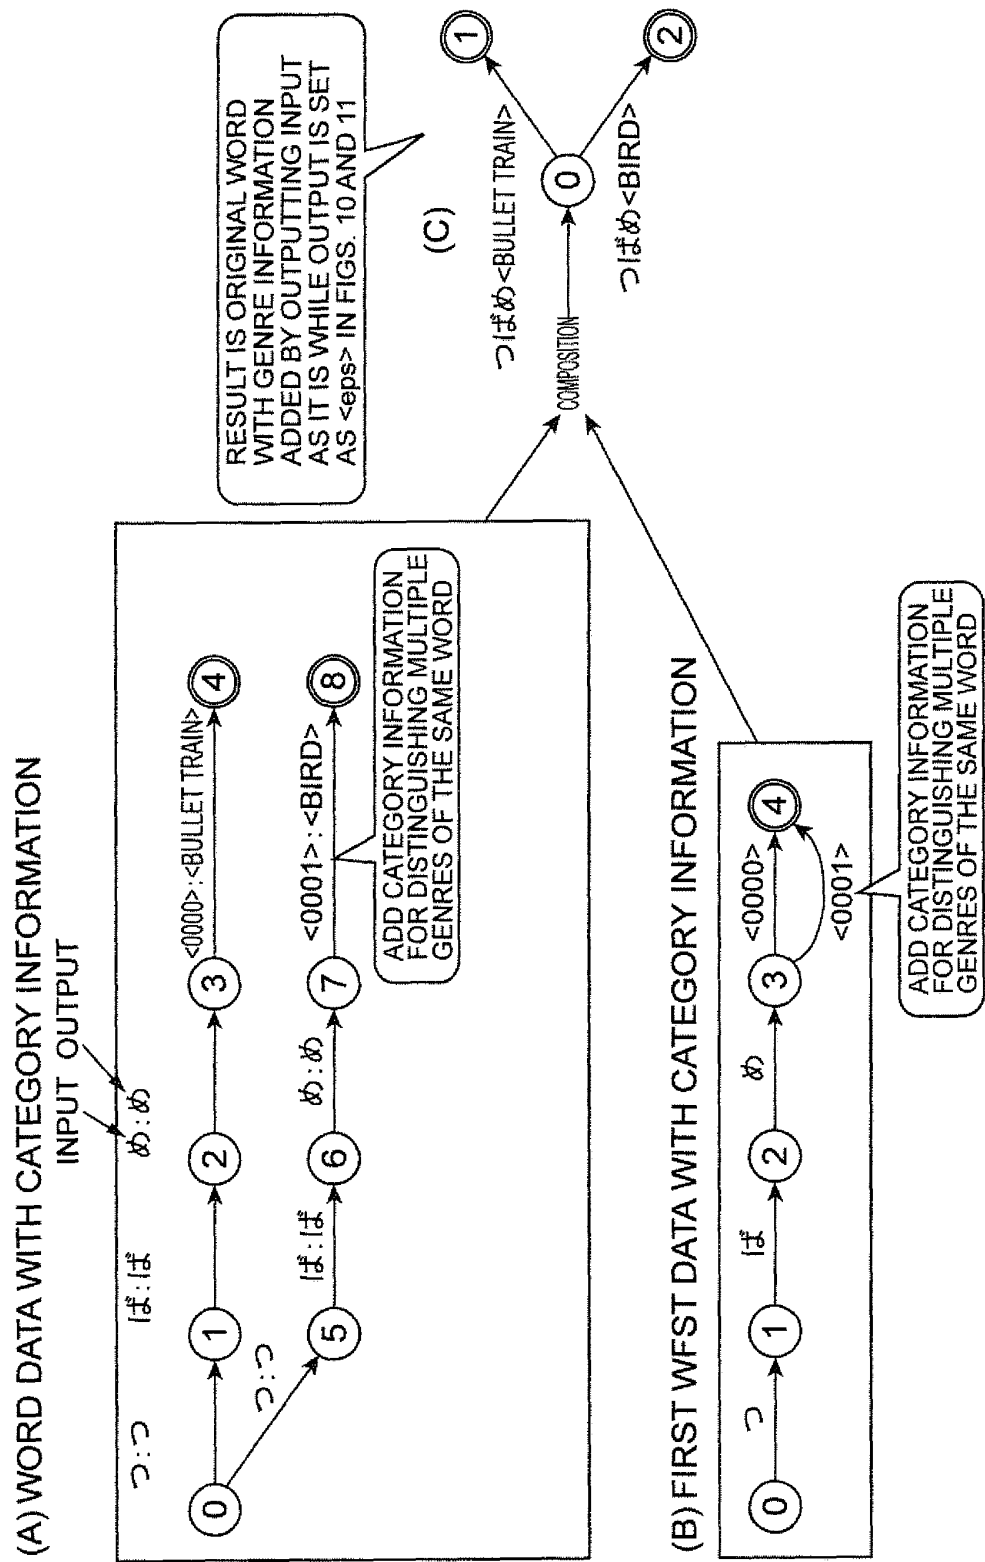 (A) WORD DATA WITH CATEGORY INFORMATION
INPUT OUTPUT
つ:つ
ば:ば
め:め
<0000>:<BULLET TRAIN>
0
1
2
3
4
つ:つ
ば:ば
め:め
<0001>:<BIRD>
5
6
7
8
ADD CATEGORY INFORMATION
FOR DISTINGUISHING MULTIPLE
GENRES OF THE SAME WORD
(B) FIRST WFST DATA WITH CATEGORY INFORMATION
つ
ば
め
<0000>
0
1
2
3
4
<0001>
ADD CATEGORY INFORMATION
FOR DISTINGUISHING MULTIPLE
GENRES OF THE SAME WORD
RESULT IS ORIGINAL WORD
WITH GENRE INFORMATION
ADDED BY OUTPUTTING INPUT
AS IT IS WHILE OUTPUT IS SET
AS <eps> IN FIGS. 10 AND 11
(C)
COMPOSITION
つばめ<BULLET TRAIN>
0
1
つばめ<BIRD>
2